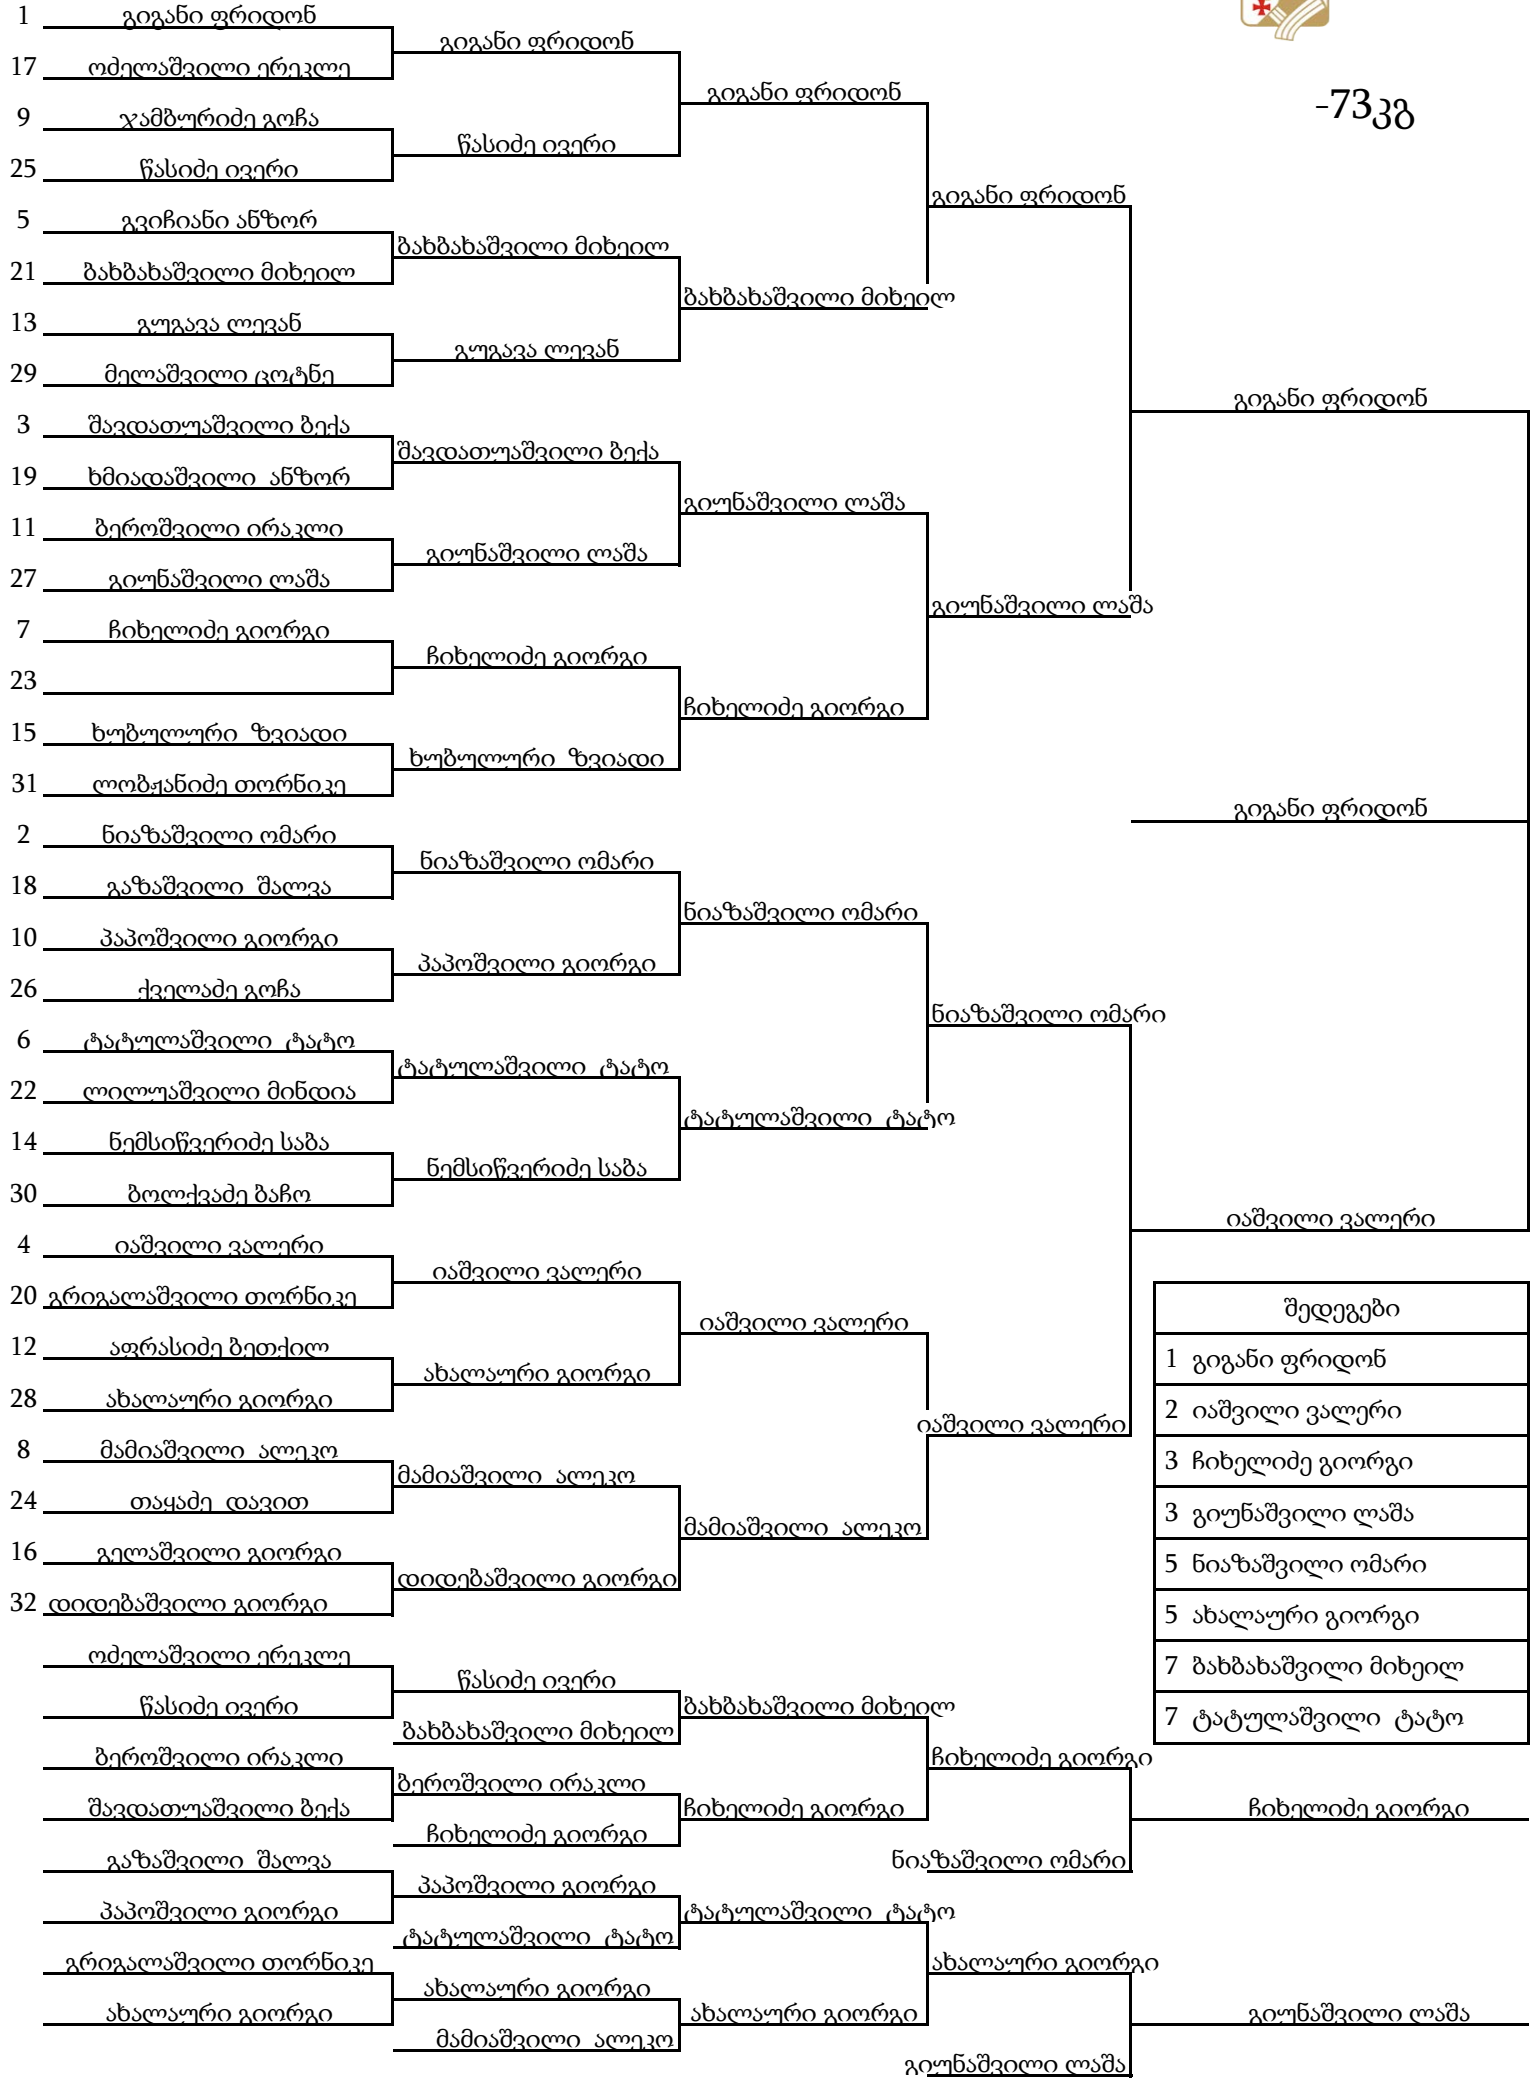 -73კგ
1 გიგანი ფრიდონ
17 ოძელაშვილი ერეკლე
9 ჯამბურიძე გოჩა
25 წასიძე ივერი
5 გვიჩიანი ანზორ
21 ბახბახაშვილი მიხეილ
13 გუგავა ლევან
29 მელაშვილი ცოტნე
3 შავდათუაშვილი ბექა
19 ხმიადაშვილი ანზორ
11 ბეროშვილი ირაკლი
27 გიუნაშვილი ლაშა
7 ჩიხელიძე გიორგი
23
15 ხუბულური ზვიადი
31 ლობჟანიძე თორნიკე
2 ნიაზაშვილი ომარი
18 გაზაშვილი შალვა
10 პაპოშვილი გიორგი
26 ქველაძე გოჩა
6 ტატულაშვილი ტატო
22 ლილუაშვილი მინდია
14 ნემსიწვერიძე საბა
30 ბოლქვაძე ბაჩო
4 იაშვილი ვალერი
20 გრიგალაშვილი თორნიკე
12 აფრასიძე ბეთქილ
28 ახალაური გიორგი
8 მამიაშვილი ალეკო
24 თაყაძე დავით
16 გელაშვილი გიორგი
32 დიდებაშვილი გიორგი
ოძელაშვილი ერეკლე
წასიძე ივერი
ბეროშვილი ირაკლი
შავდათუაშვილი ბექა
გაზაშვილი შალვა
პაპოშვილი გიორგი
გრიგალაშვილი თორნიკე
ახალაური გიორგი
გიგანი ფრიდონ
წასიძე ივერი
ბახბახაშვილი მიხეილ
გუგავა ლევან
შავდათუაშვილი ბექა
გიუნაშვილი ლაშა
ჩიხელიძე გიორგი
ხუბულური ზვიადი
ნიაზაშვილი ომარი
პაპოშვილი გიორგი
ტატულაშვილი ტატო
ნემსიწვერიძე საბა
იაშვილი ვალერი
ახალაური გიორგი
მამიაშვილი ალეკო
დიდებაშვილი გიორგი
წასიძე ივერი
ბახბახაშვილი მიხეილ
ბეროშვილი ირაკლი
ჩიხელიძე გიორგი
პაპოშვილი გიორგი
ტატულაშვილი ტატო
ახალაური გიორგი
მამიაშვილი ალეკო
გიგანი ფრიდონ
ბახბახაშვილი მიხეილ
გიუნაშვილი ლაშა
ჩიხელიძე გიორგი
ნიაზაშვილი ომარი
ტატულაშვილი ტატო
იაშვილი ვალერი
მამიაშვილი ალეკო
ბახბახაშვილი მიხეილ
ჩიხელიძე გიორგი
ტატულაშვილი ტატო
ახალაური გიორგი
გიგანი ფრიდონ
გიუნაშვილი ლაშა
ნიაზაშვილი ომარი
იაშვილი ვალერი
ჩიხელიძე გიორგი
ნიაზაშვილი ომარი
ახალაური გიორგი
გიუნაშვილი ლაშა
გიგანი ფრიდონ
გიგანი ფრიდონ
იაშვილი ვალერი
შედეგები
1 გიგანი ფრიდონ
2 იაშვილი ვალერი
3 ჩიხელიძე გიორგი
3 გიუნაშვილი ლაშა
5 ნიაზაშვილი ომარი
5 ახალაური გიორგი
7 ბახბახაშვილი მიხეილ
7 ტატულაშვილი ტატო
ჩიხელიძე გიორგი
გიუნაშვილი ლაშა